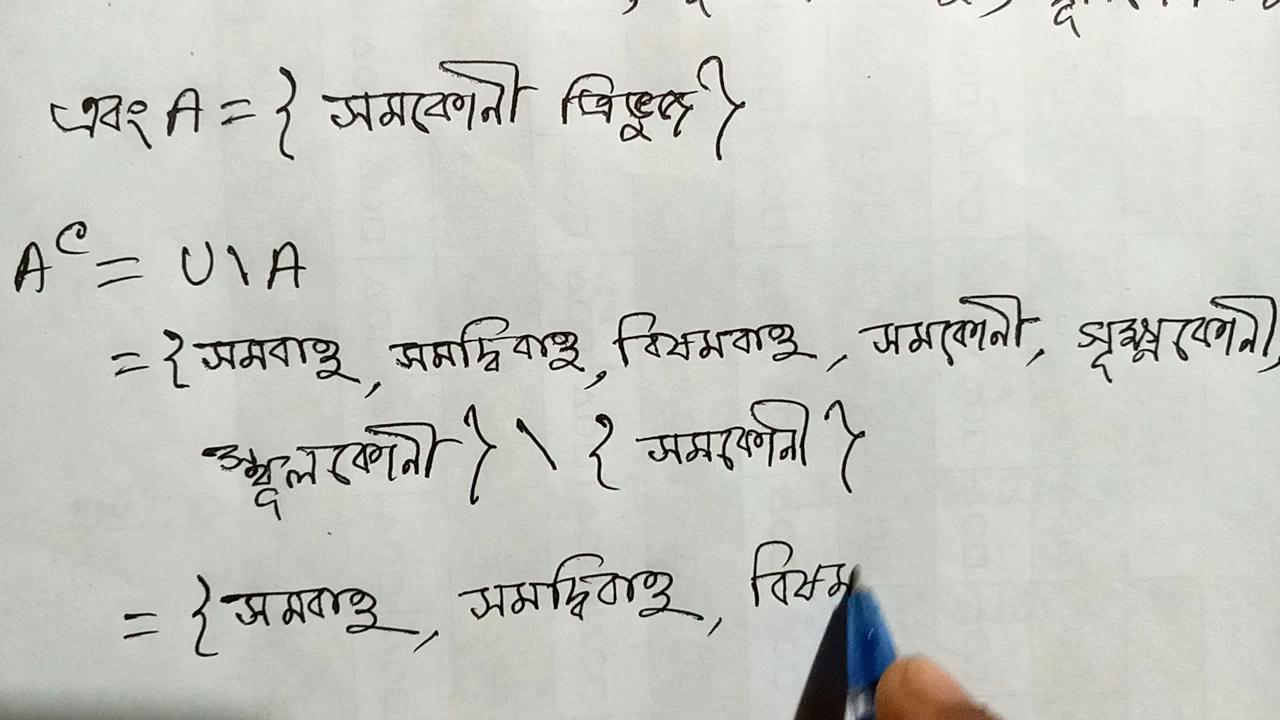 এবং A = { সমকোনী ত্রিভূজ }
A^c = U \ A
= { সমবাহু, সমদ্বিবাহু, বিষমবাহু, সমকোনী, সূক্ষ্মকোনী,
স্থূলকোনী } \ { সমকোনী }
= { সমবাহু, সমদ্বিবাহু, বিষম